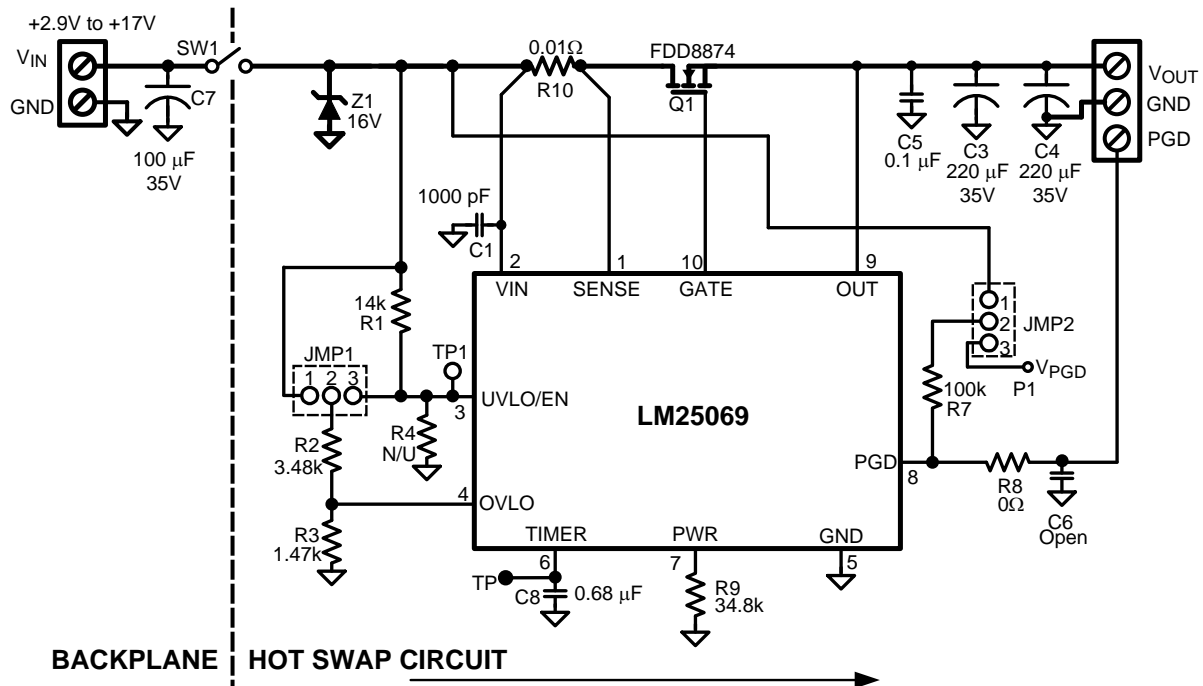 +2.9V to +17V
VIN
GND
SW1
C7
100 μF
35V
Z1
16V
0.01Ω
R10
FDD8874
Q1
C5
0.1 μF
C3
220 μF
35V
C4
220 μF
35V
VOUT
GND
PGD
1000 pF
C1
2
1
10
9
VIN
SENSE
GATE
OUT
14k
R1
JMP1
1 2 3
TP1
3
UVLO/EN
R4
N/U
LM25069
1
2
3
JMP2
VPGD
P1
100k
R7
R2
3.48k
4
OVLO
PGD
8
R8
0Ω
C6
Open
R3
1.47k
TIMER
PWR
GND
6
7
5
TP
C8
0.68 μF
R9
34.8k
BACKPLANE
HOT SWAP CIRCUIT